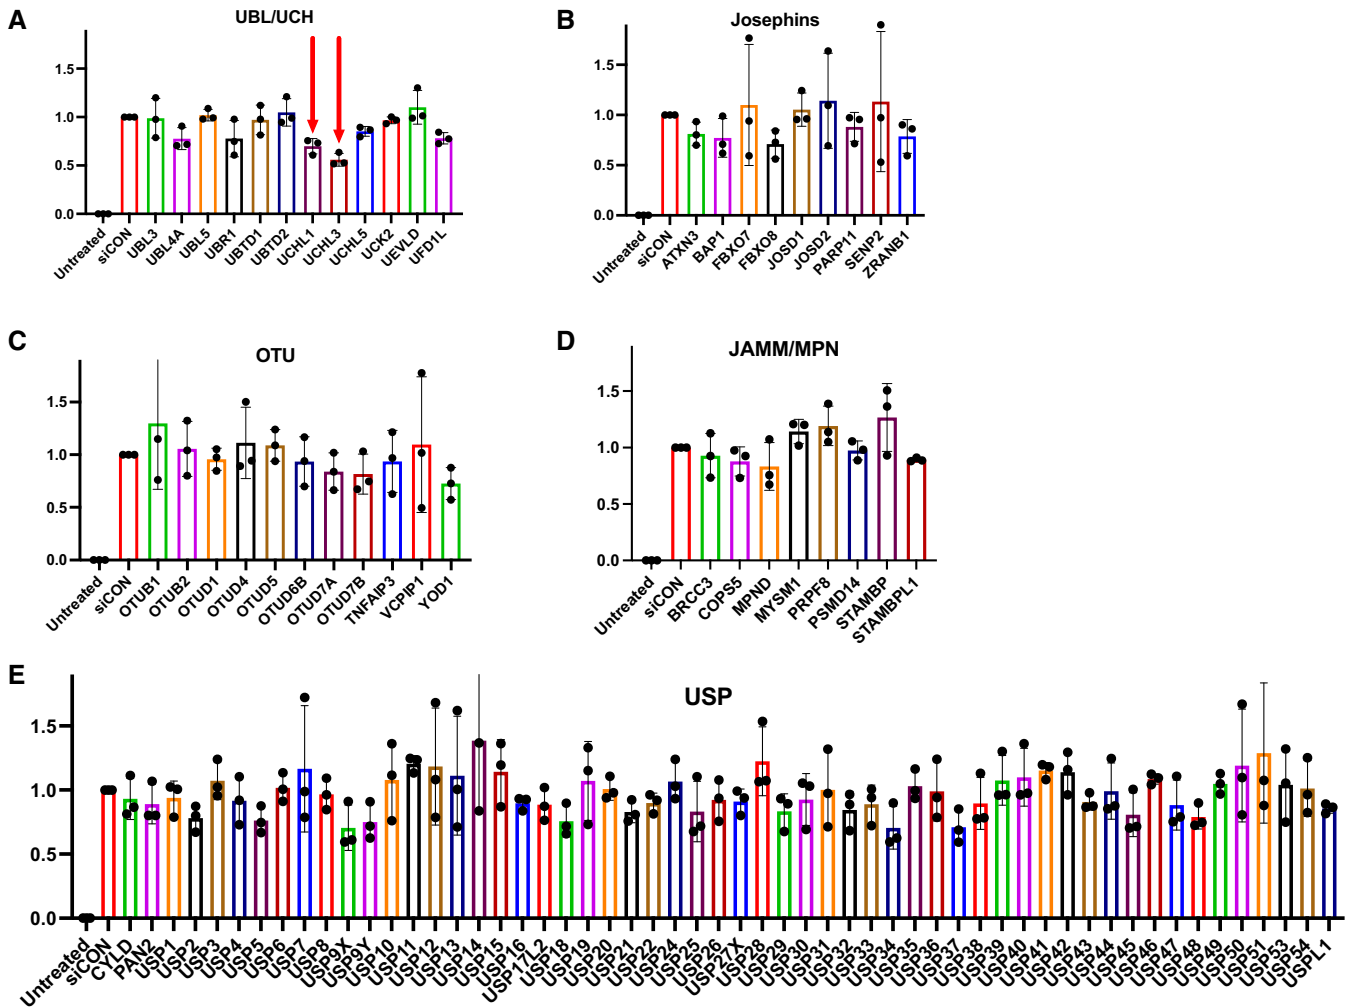 A
UBL/UCH
1.5
1.0
0.5
0.0
Untreated
siCON
UBL3
UBL4A
UBL5
UBR1
UBTD1
UBTD2
UCHL1
UCHL3
UCHL5
UCK2
UEVLD
UFD1L
B
Josephins
1.5
1.0
0.5
0.0
Untreated
siCON
ATXN3
BAP1
FBXO7
FBXO8
JOSD1
JOSD2
PARP11
SENP2
ZRANB1
C
OTU
1.5
1.0
0.5
0.0
Untreated
siCON
OTUB1
OTUB2
OTUD1
OTUD4
OTUD5
OTUD6B
OTUD7A
OTUD7B
TNFAIP3
VCPIP1
YOD1
D
JAMM/MPN
1.5
1.0
0.5
0.0
Untreated
siCON
BRCC3
COPS5
MPND
MYSM1
PRPF8
PSMD14
STAMBP
STAMBPL1
E
USP
1.5
1.0
0.5
0.0
Untreated
siCON
CYLD
PAN2
USP1
USP2
USP3
USP4
USP5
USP6
USP7
USP8
USP9X
USP9Y
USP10
USP11
USP12
USP13
USP14
USP15
USP16
USP17L2
USP18
USP19
USP20
USP21
USP22
USP24
USP25
USP26
USP27X
USP28
USP29
USP30
USP31
USP32
USP33
USP34
USP35
USP36
USP37
USP38
USP39
USP40
USP41
USP42
USP43
USP44
USP45
USP46
USP47
USP48
USP49
USP50
USP51
USP53
USP54
USPL1